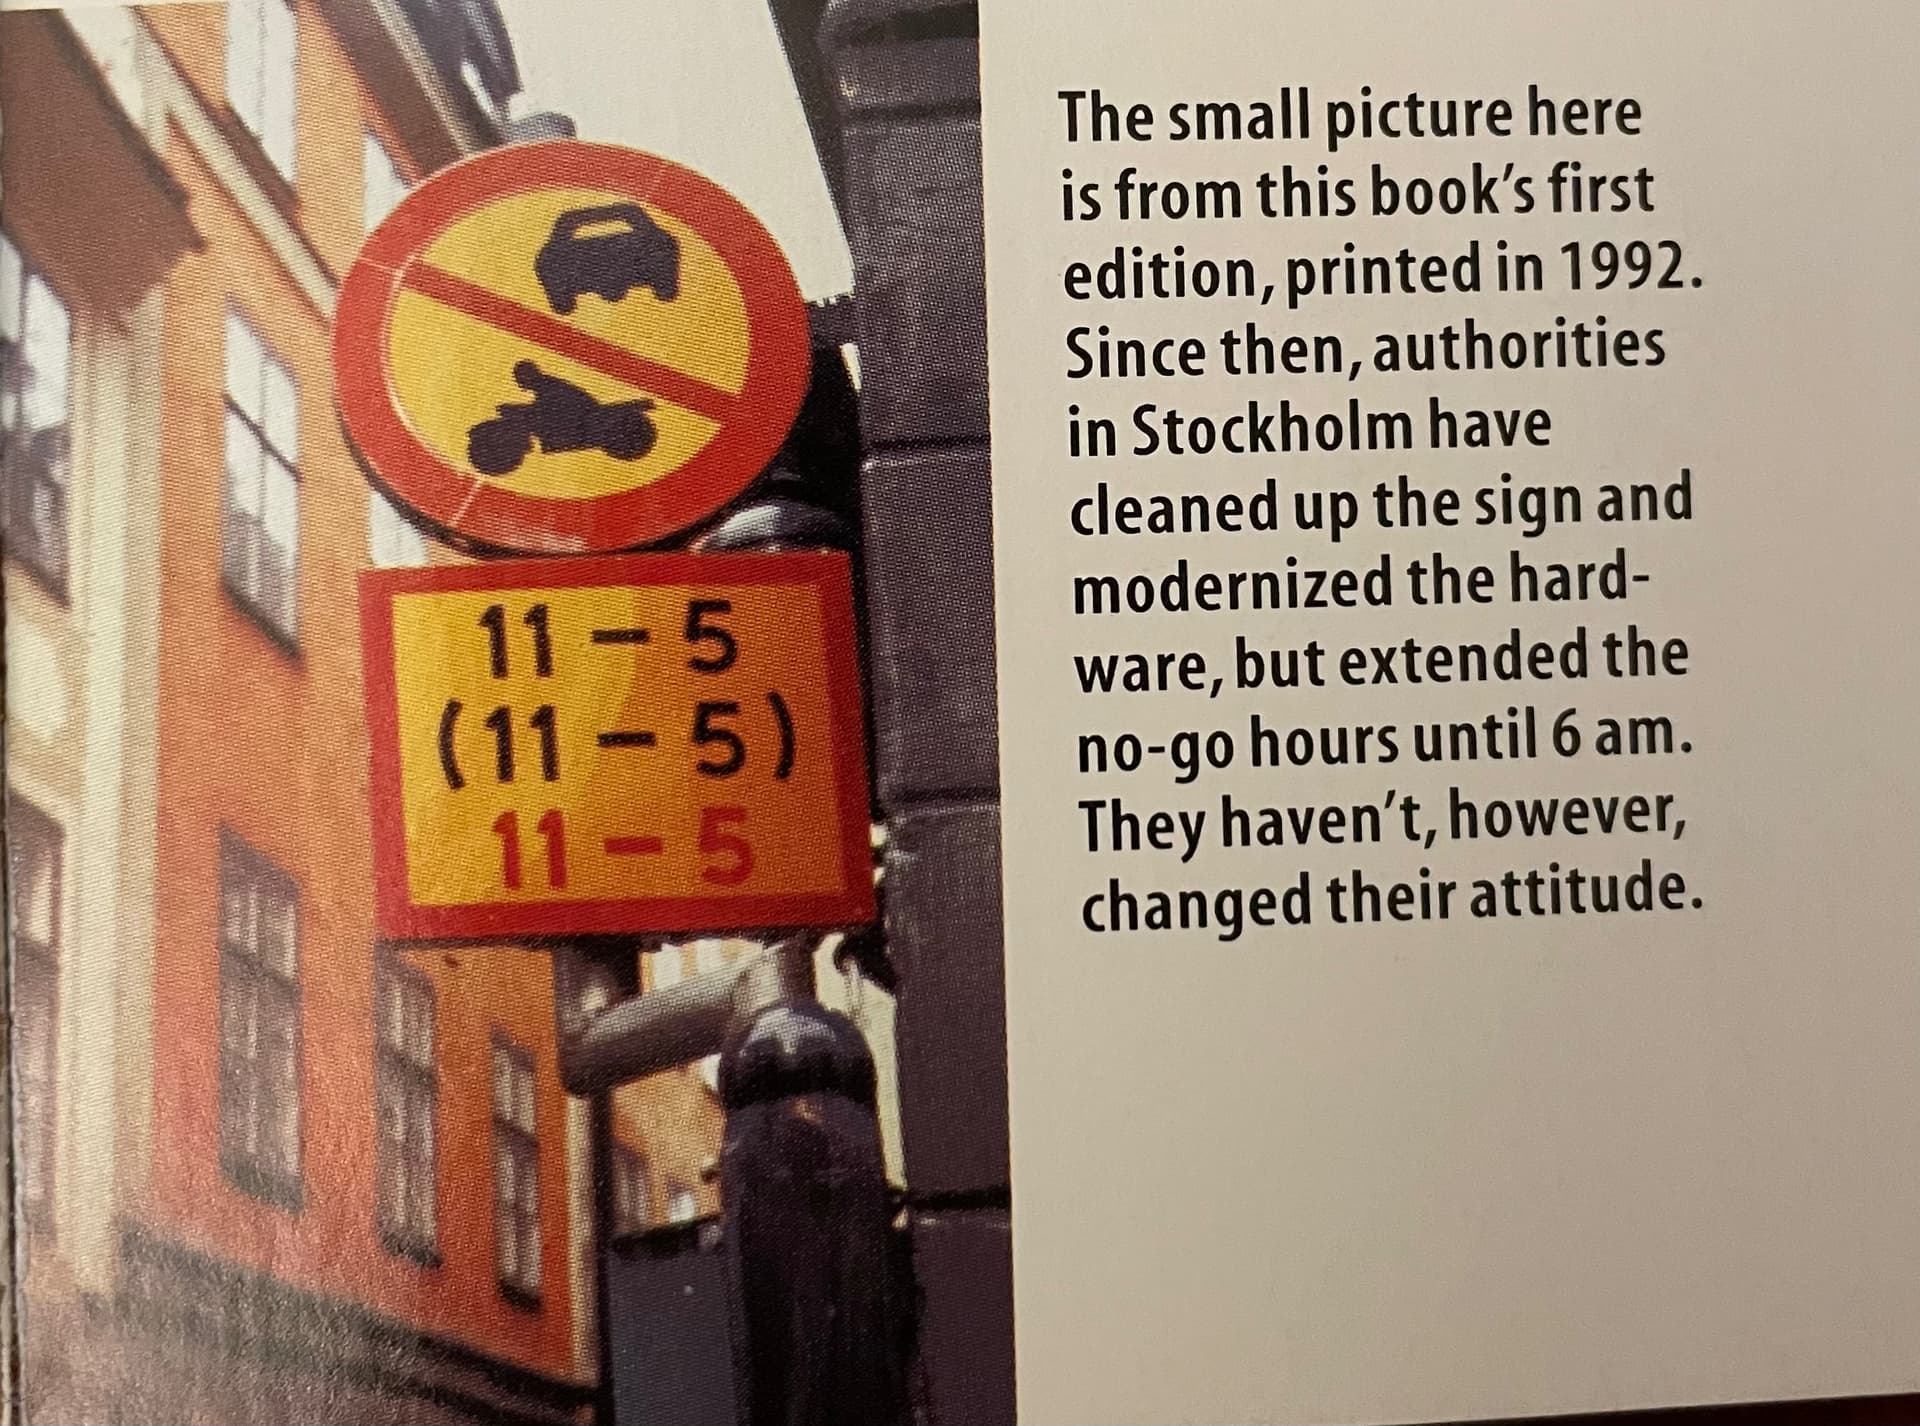 11 – 5
(11 – 5)
11 – 5
The small picture here
is from this book’s first
edition, printed in 1992.
Since then, authorities
in Stockholm have
cleaned up the sign and
modernized the hard-
ware, but extended the
no-go hours until 6 am.
They haven’t, however,
changed their attitude.